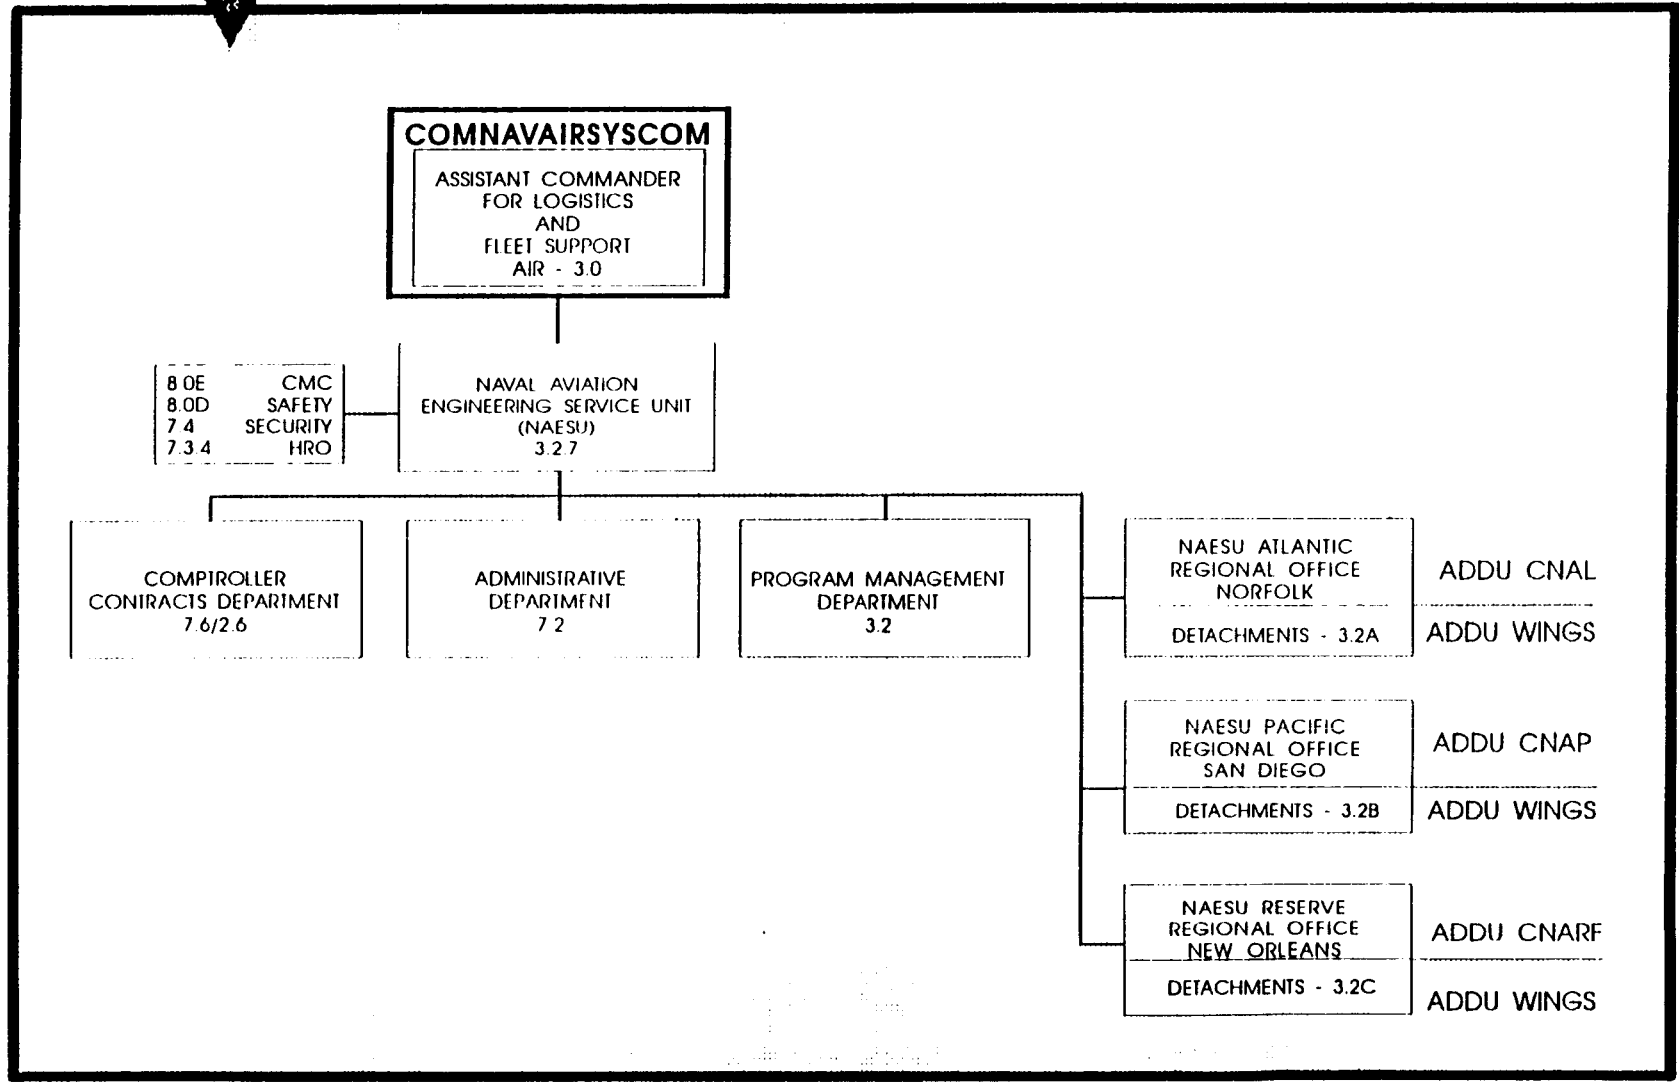 COMNAVAIRSYSCOM
ASSISTANT COMMANDER
FOR LOGISTICS
AND
FLEET SUPPORT
AIR - 3.0
8.0E CMC
8.0D SAFETY
7.4 SECURITY
7.3.4 HRO
NAVAL AVIATION
ENGINEERING SERVICE UNIT
(NAESU)
3.2.7
COMPTROLLER
CONTRACTS DEPARTMENT
7.6/2.6
ADMINISTRATIVE
DEPARTMENT
7.2
PROGRAM MANAGEMENT
DEPARTMENT
3.2
NAESU ATLANTIC
REGIONAL OFFICE
NORFOLK
DETACHMENTS - 3.2A
ADDU CNAL
ADDU WINGS
NAESU PACIFIC
REGIONAL OFFICE
SAN DIEGO
DETACHMENTS - 3.2B
ADDU CNAP
ADDU WINGS
NAESU RESERVE
REGIONAL OFFICE
NEW ORLEANS
DETACHMENTS - 3.2C
ADDU CNARF
ADDU WINGS